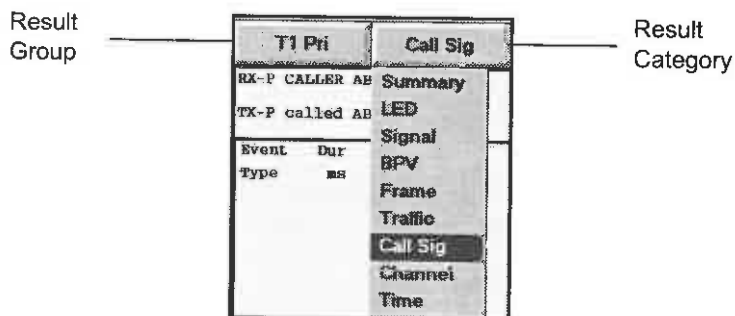 Result
Group
T1 Pri
Call Sig
Result
Category
RX-P CALLER AB
TX-P called AB
Event Dur
Type ms
Summary
LED
Signal
BPV
Frame
Traffic
Call Sig
Channel
Time